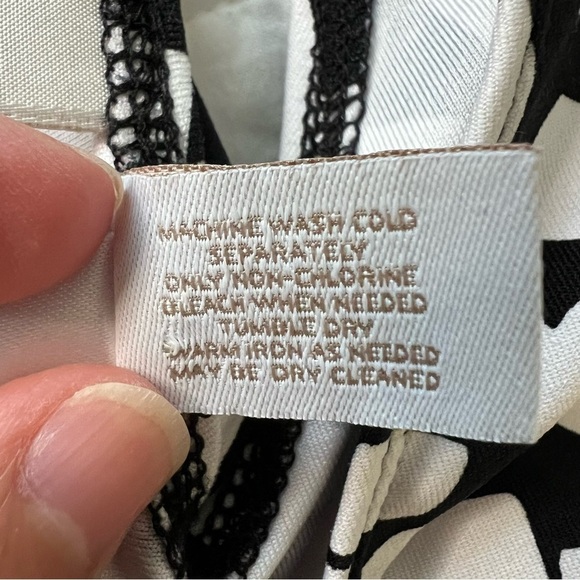 MACHINE WASH COLD
SEPARATELY
ONLY NON-CHLORINE
BLEACH WHEN NEEDED
TUMBLE DRY
WARM IRON AS NEEDED
MAY BE DRY CLEANED